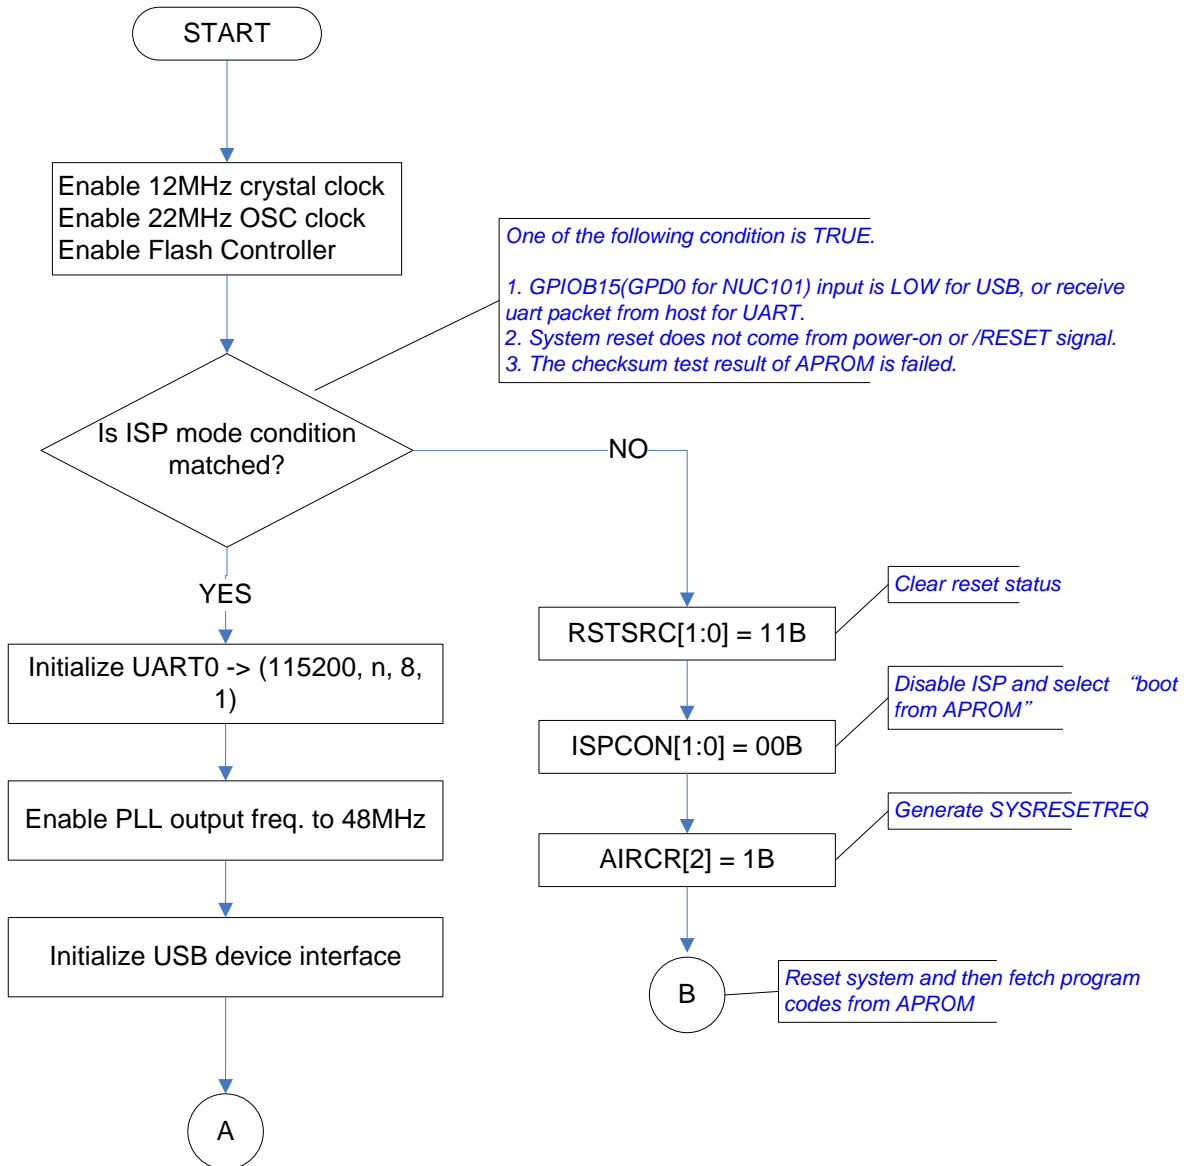 START
Enable 12MHz crystal clock
Enable 22MHz OSC clock
Enable Flash Controller
One of the following condition is TRUE.
1. GPIOB15(GPD0 for NUC101) input is LOW for USB, or receive
uart packet from host for UART.
2. System reset does not come from power-on or /RESET signal.
3. The checksum test result of APROM is failed.
Is ISP mode condition
matched?
NO
YES
Clear reset status
RSTSRC[1:0] = 11B
Initialize UART0 -> (115200, n, 8,
1)
Disable ISP and select “boot
from APROM”
ISPCON[1:0] = 00B
Enable PLL output freq. to 48MHz
Generate SYSRESETREQ
AIRCR[2] = 1B
Initialize USB device interface
B
Reset system and then fetch program
codes from APROM
A